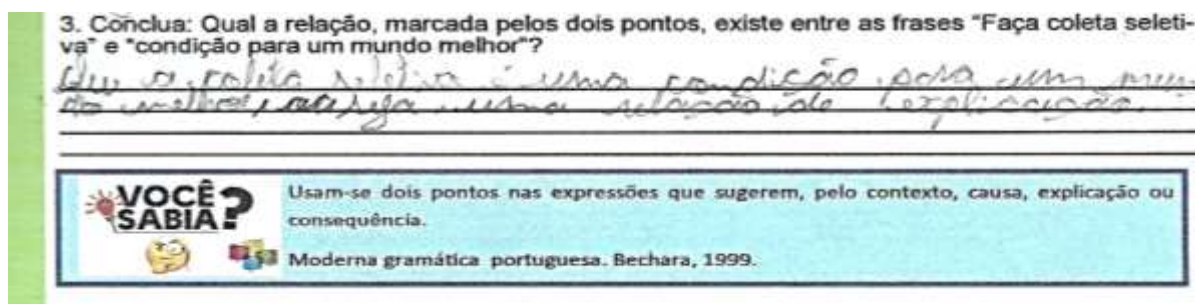 3. Conclua: Qual a relação, marcada pelos dois pontos, existe entre as frases "Faça coleta seleti-
va" e "condição para um mundo melhor"?
Que a coleta seletiva é uma condição para um mun
do melhor, uma relação de explicação.
VOCÊ SABIA?
Usam-se dois pontos nas expressões que sugerem, pelo contexto, causa, explicação ou
consequência.
Moderna gramática portuguesa. Bechara, 1999.